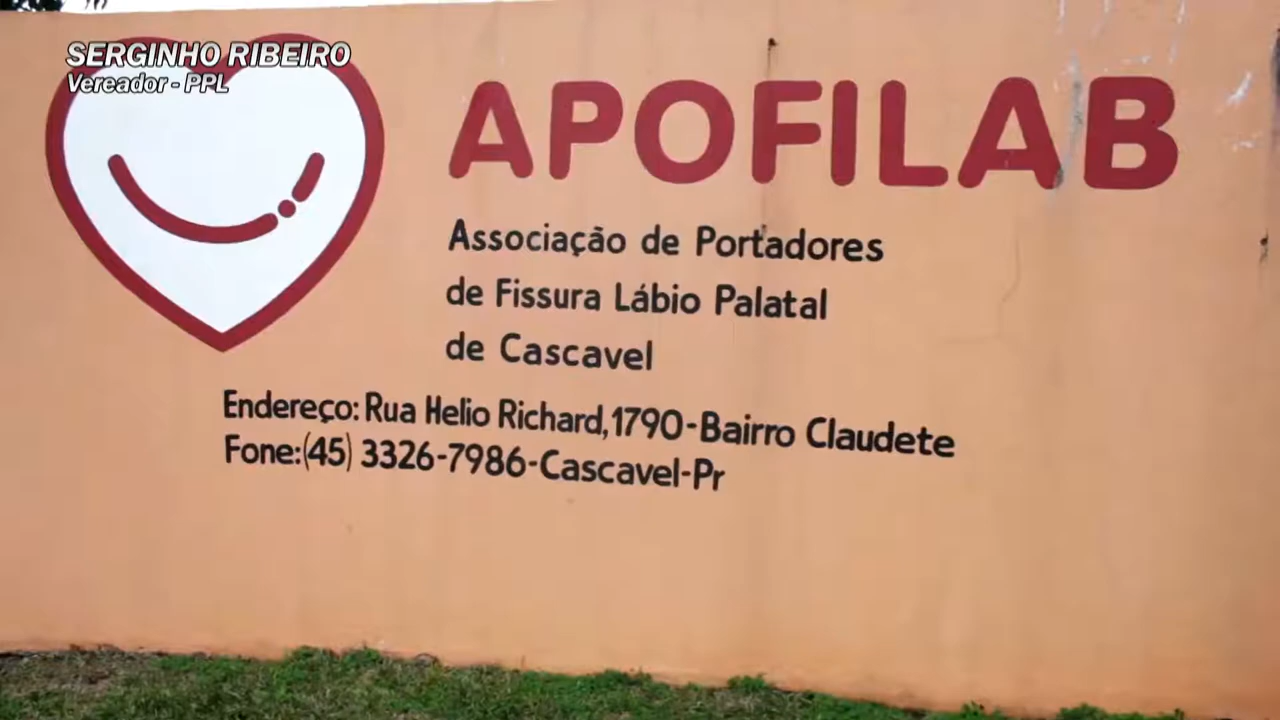 SERGINHO RIBEIRO
Vereador - PPL
APOFILAB
Associação de Portadores
de Fissura Lábio Palatal
de Cascavel
Endereço: Rua Helio Richard, 1790-Bairro Claudete
Fone: (45) 3326-7986-Cascavel-Pr